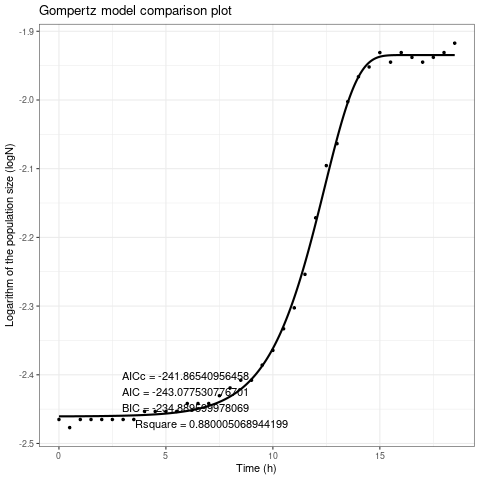 Gompertz model comparison plot
Logarithm of the population size (logN)
-1.9
-2.0
-2.1
-2.2
-2.3
-2.4
-2.5
AICc = -241.86540956458
AIC = -243.077530776701
BIC = -234.889599978069
Rsquare = 0.880005068944199
0
5
10
15
Time (h)